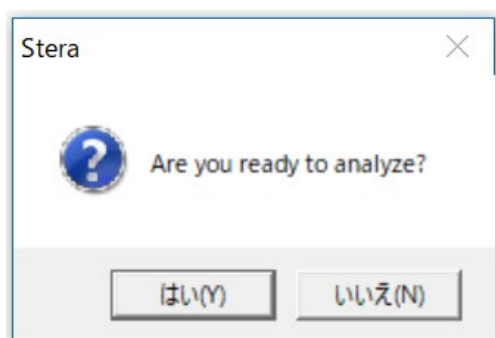 Stera
Are you ready to analyze?
はい(Y)
いいえ(N)